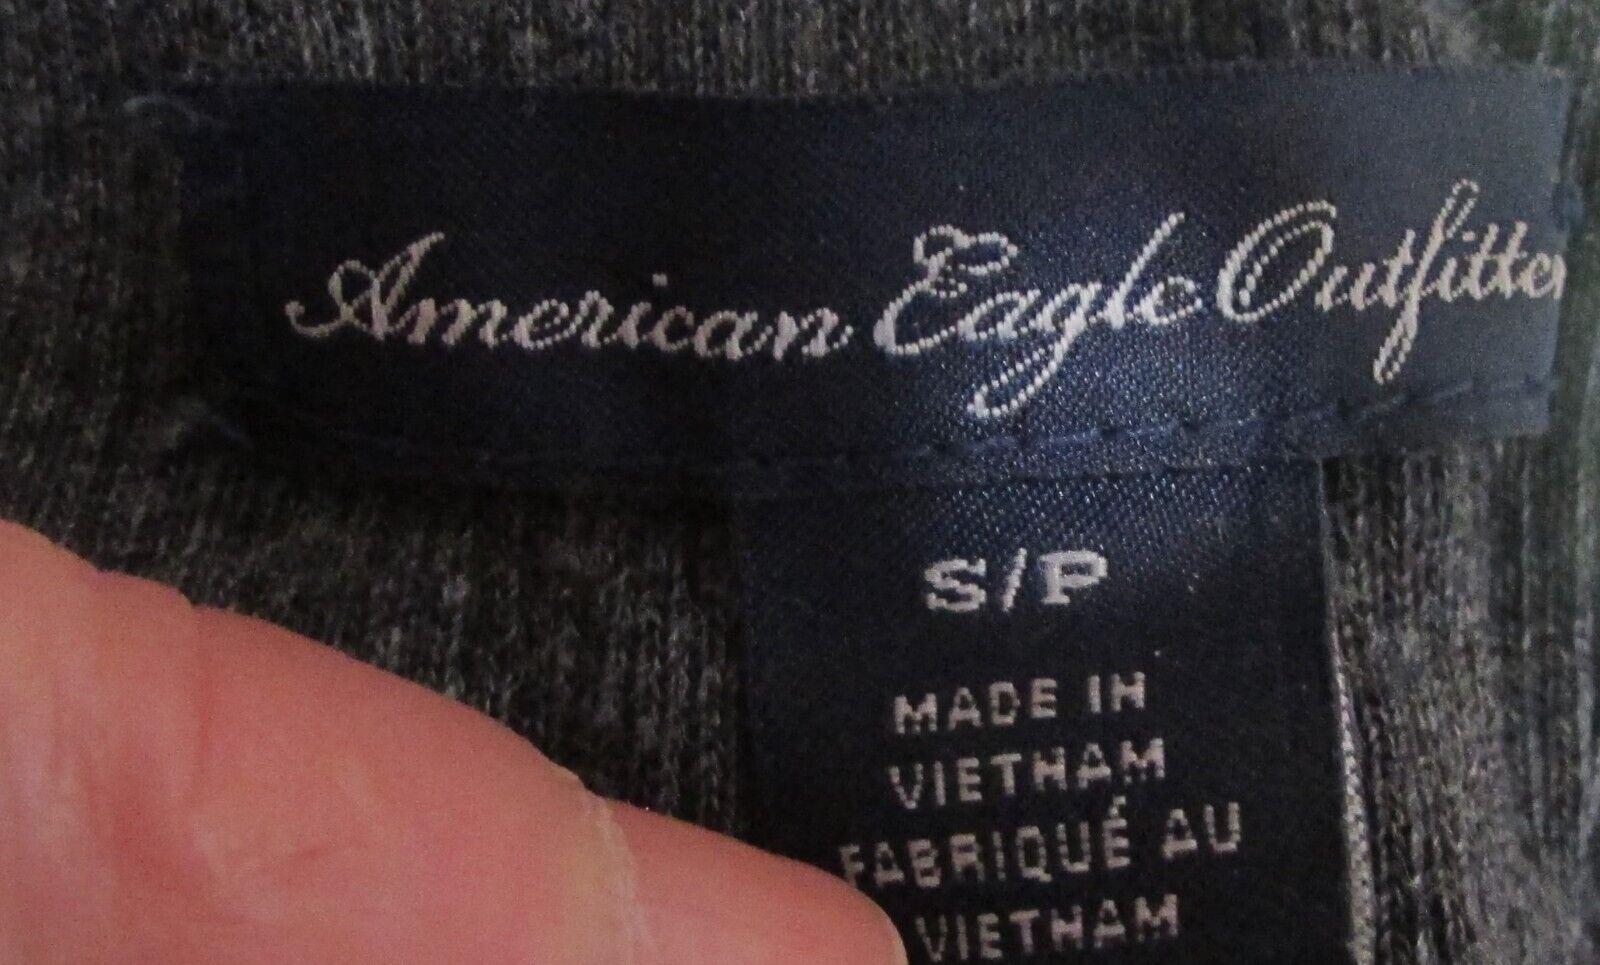 American Eagle Outfitter
S/P
MADE IN
VIETNAM
FABRIQUÉ AU
VIETNAM